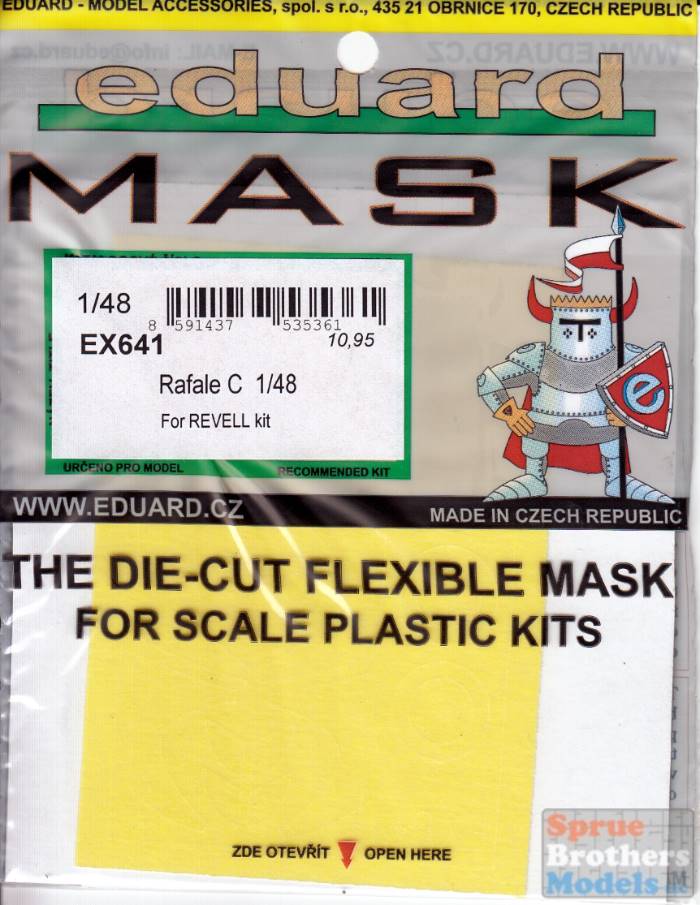 EDUARD - MODEL ACCESSORIES, spol. s r.o., 435 21 OBRNICE 170, CZECH REPUBLIC
eduard
MASK
1/48
8 591437 535361
EX641
10,95
Rafale C 1/48
For REVELL kit
URČENO PRO MODEL
RECOMMENDED KIT
e
WWW.EDUARD.CZ
MADE IN CZECH REPUBLIC
THE DIE-CUT FLEXIBLE MASK
FOR SCALE PLASTIC KITS
ZDE OTEVŘÍT
OPEN HERE
Sprue
Brothers
Models